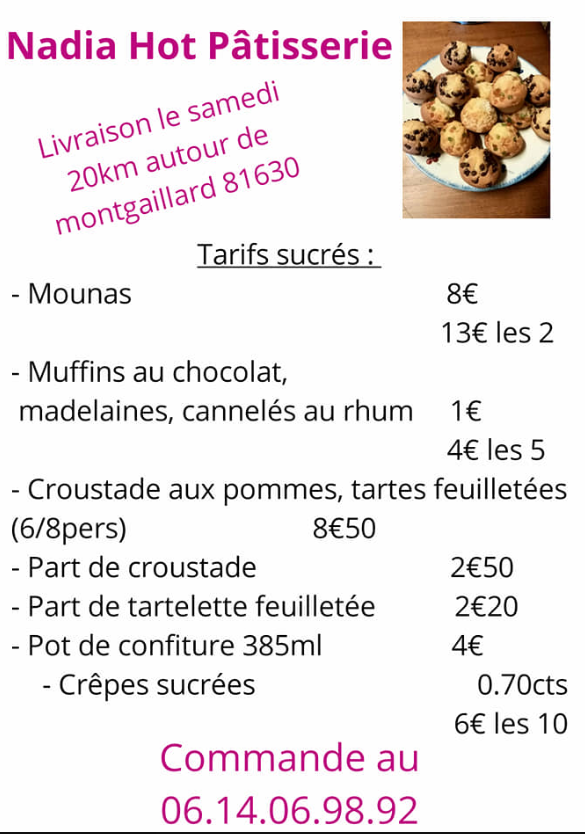 Nadia Hot Pâtisserie
Livraison le samedi
20km autour de
montgaillard 81630
Tarifs sucrés :
- Mounas 8€
13€ les 2
- Muffins au chocolat,
madelaines, cannelés au rhum 1€
4€ les 5
- Croustade aux pommes, tartes feuilletées
(6/8pers) 8€50
- Part de croustade 2€50
- Part de tartelette feuilletée 2€20
- Pot de confiture 385ml 4€
- Crêpes sucrées 0.70cts
6€ les 10
Commande au
06.14.06.98.92